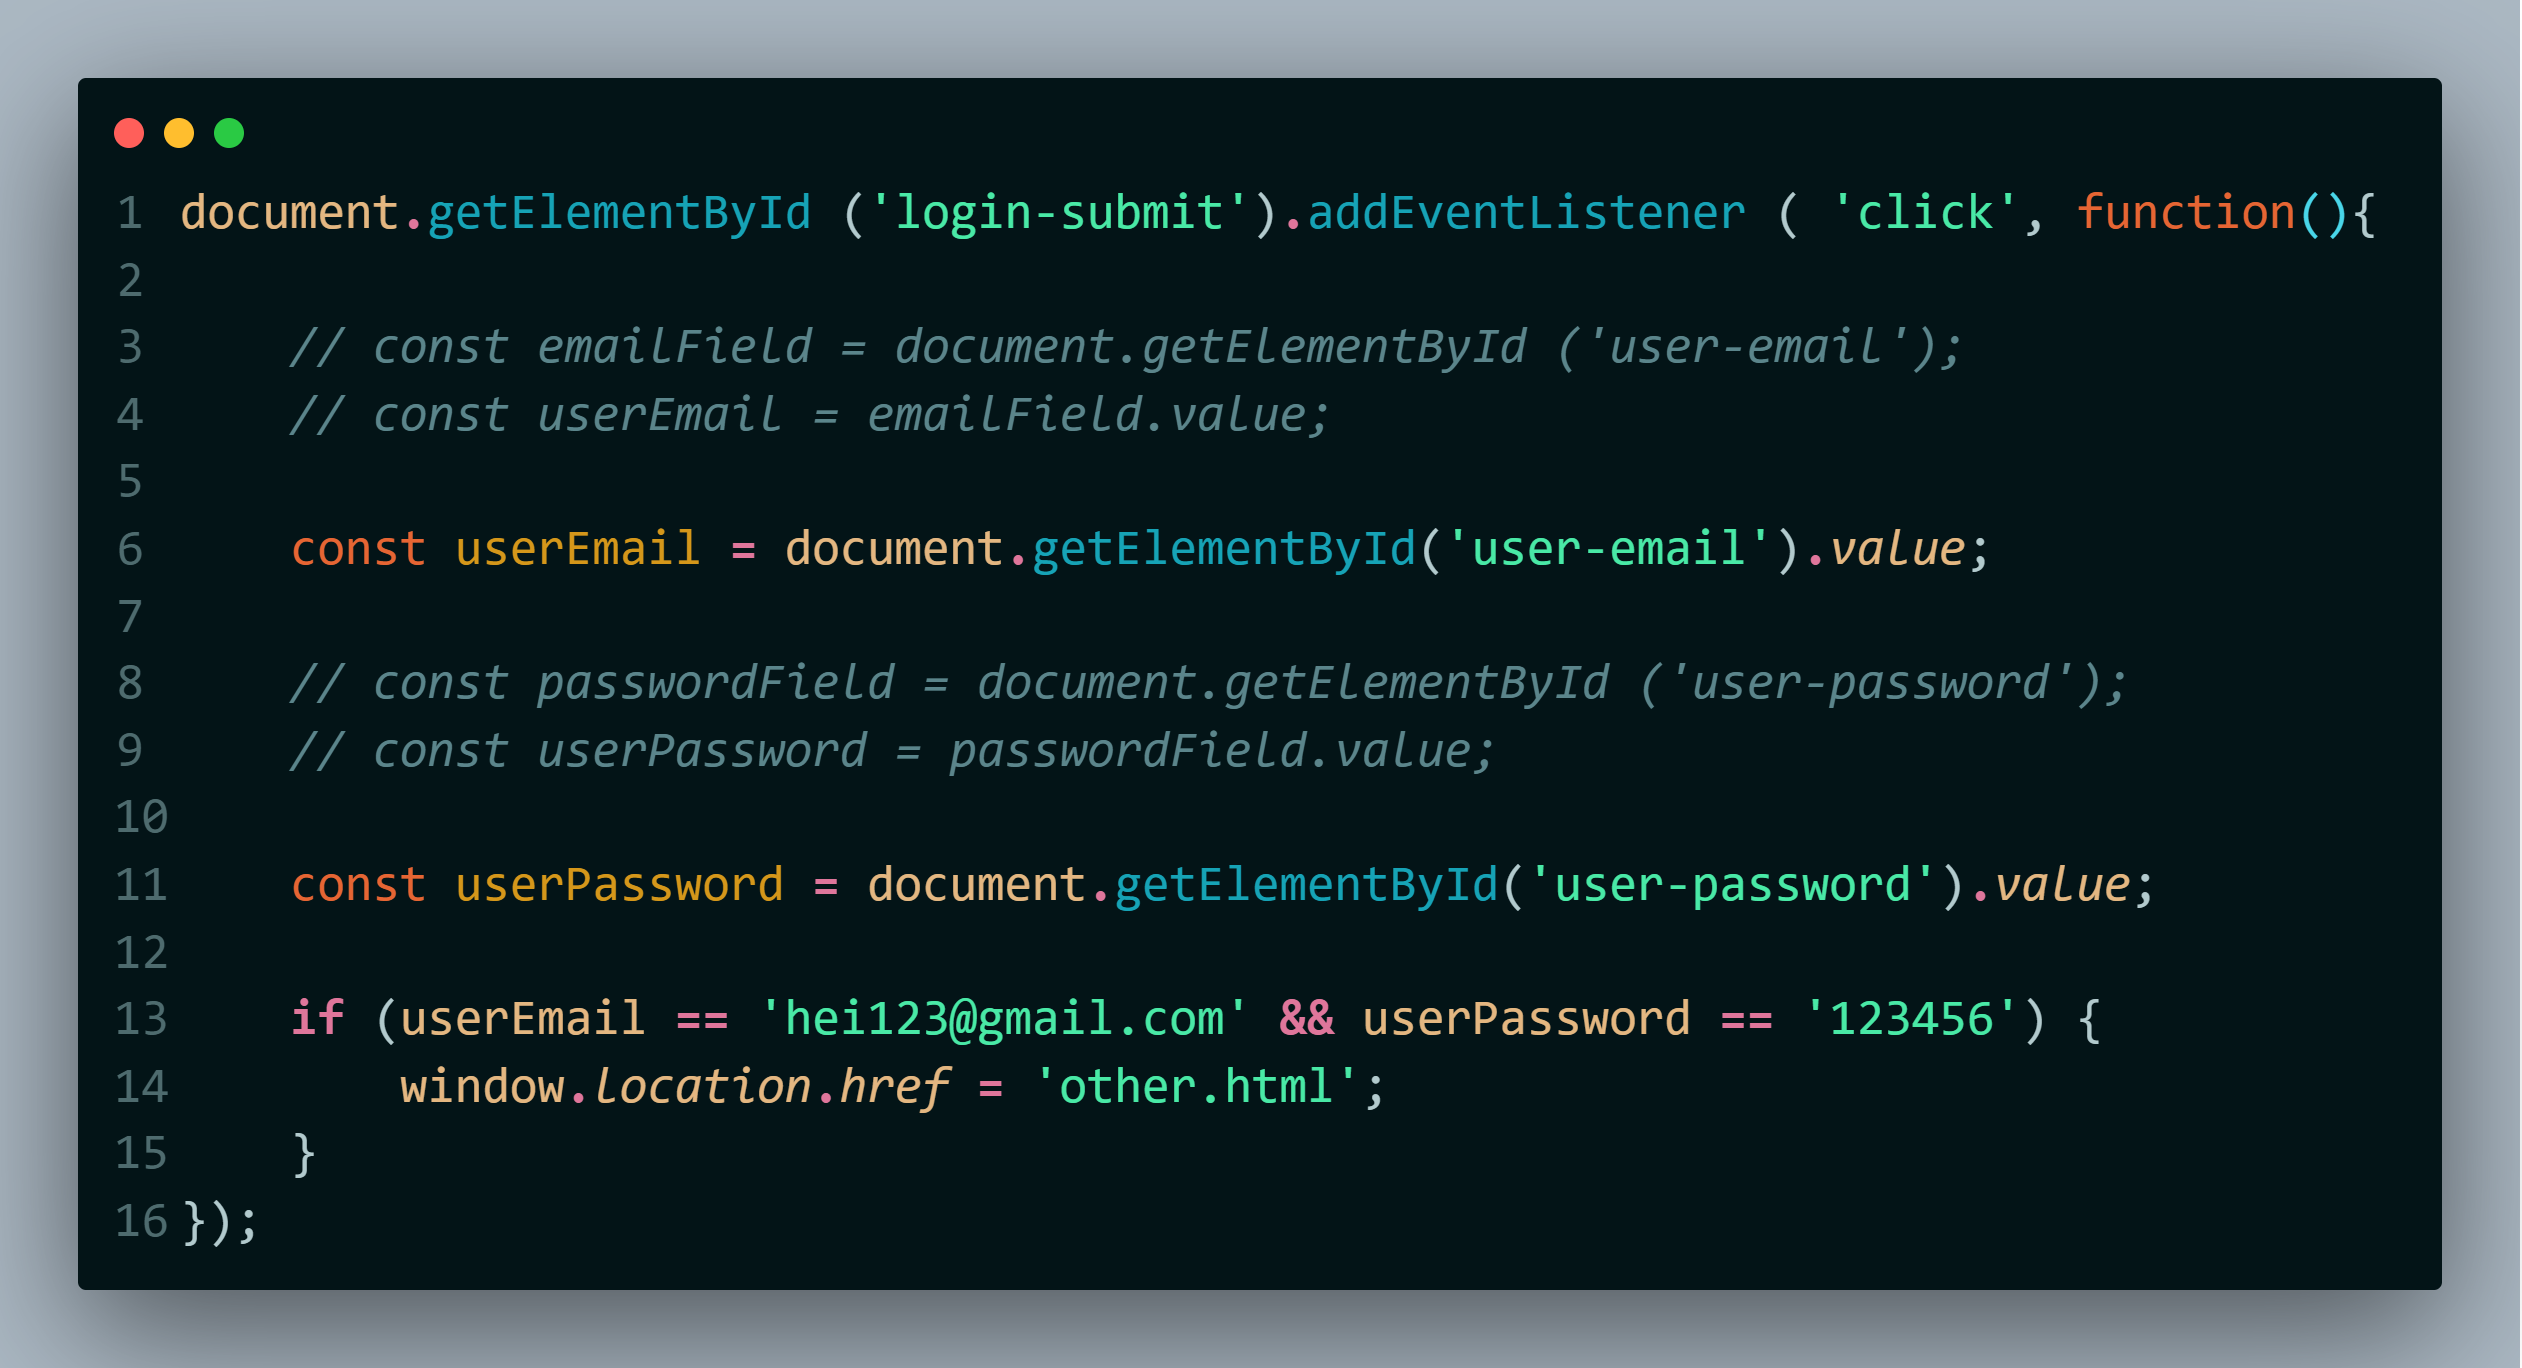 1 document.getElementById ('login-submit').addEventListener ( 'click', function(){
2
3     // const emailField = document.getElementById ('user-email');
4     // const userEmail = emailField.value;
5
6     const userEmail = document.getElementById('user-email').value;
7
8     // const passwordField = document.getElementById ('user-password');
9     // const userPassword = passwordField.value;
10
11     const userPassword = document.getElementById('user-password').value;
12
13     if (userEmail == 'hei123@gmail.com' && userPassword == '123456') {
14         window.location.href = 'other.html';
15     }
16 });